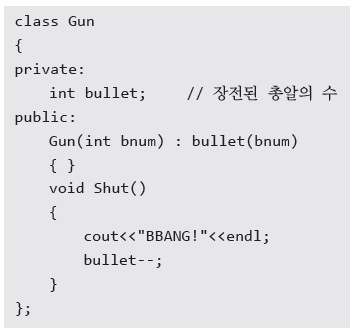 class Gun
{
private:
    int bullet;    // 장전된 총알의 수
public:
    Gun(int bnum) : bullet(bnum)
    { }
    void Shut()
    {
        cout<<"BBANG!"<<endl;
        bullet--;
    }
};